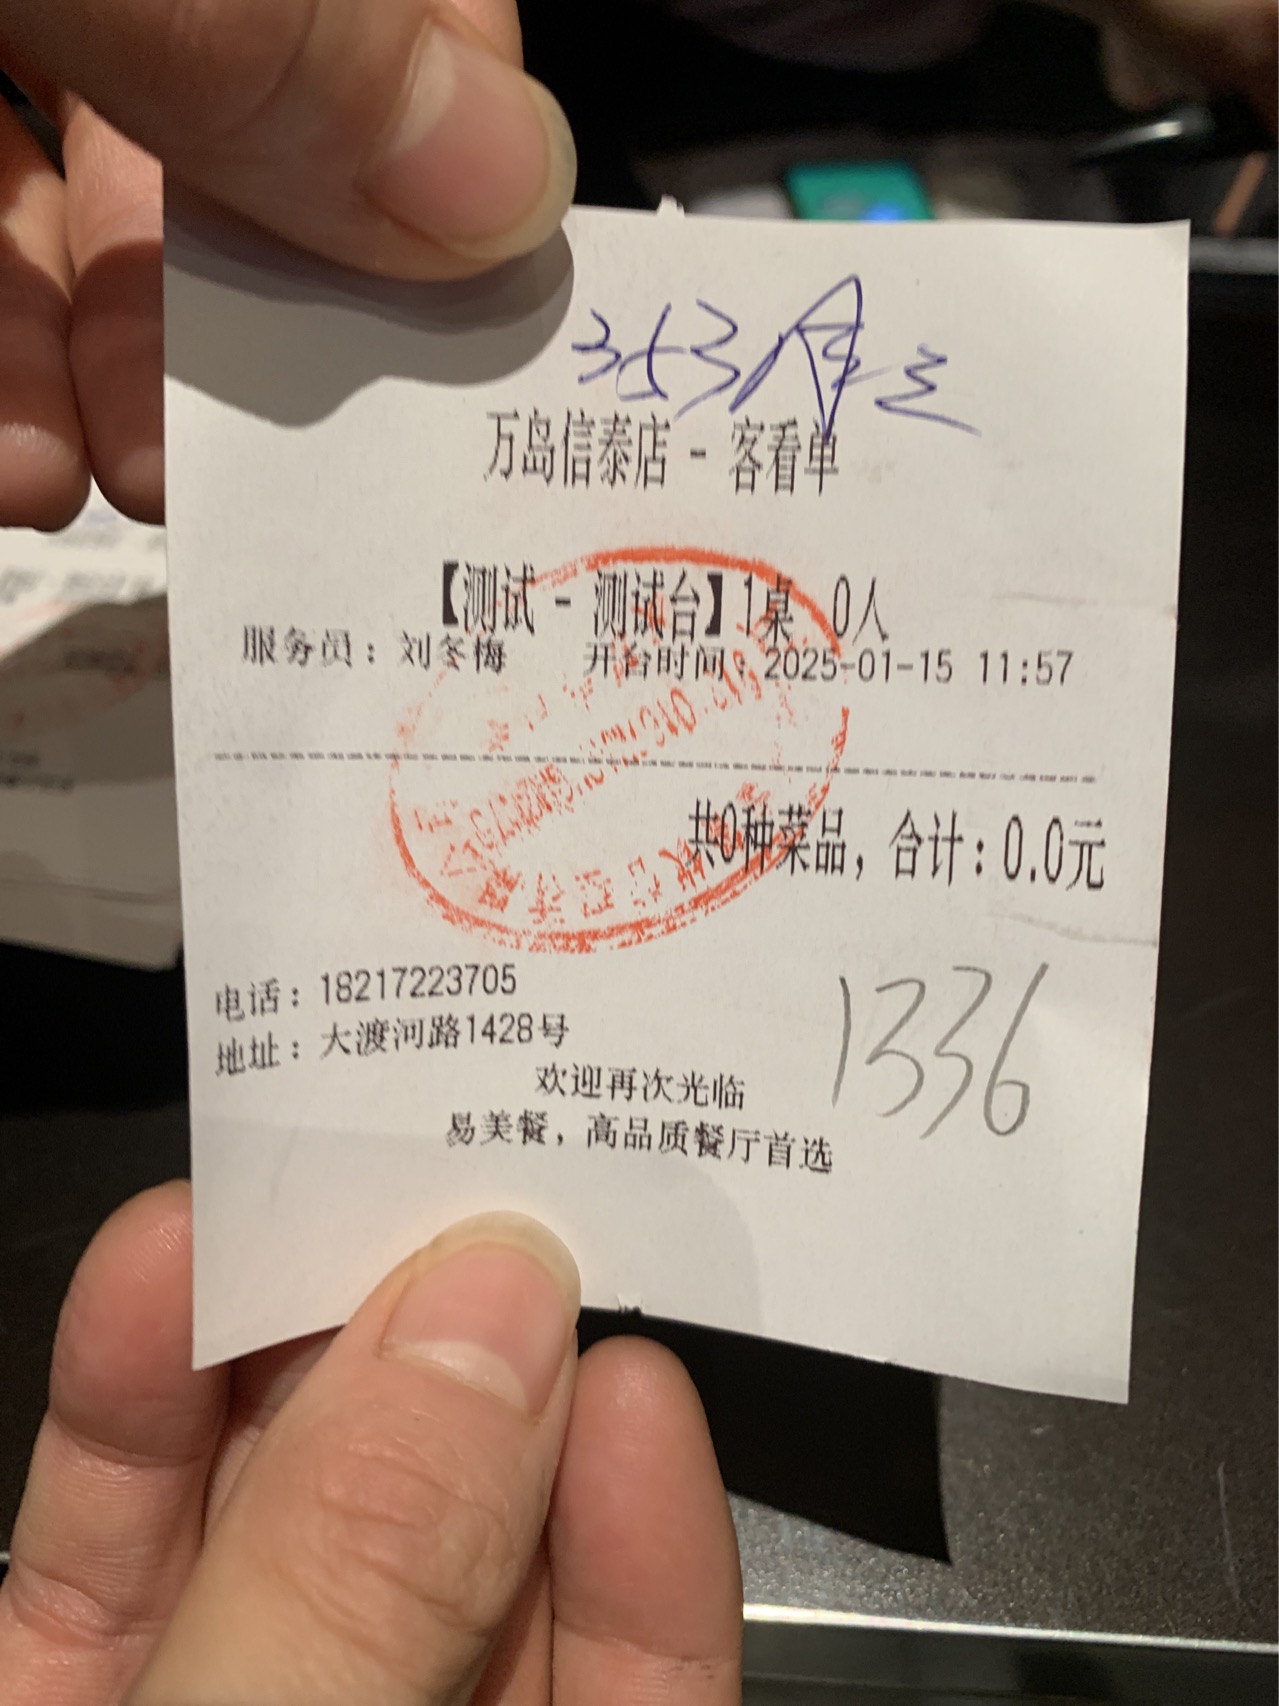 353
万岛信泰店 - 客看单
【测试 - 测试台】1桌 0人
服务员：刘冬梅 开台时间：2025-01-15 11:57
共0种菜品，合计：0.0元
电话：18217223705
地址：大渡河路1428号
1336
欢迎再次光临
易美餐，高品质餐厅首选